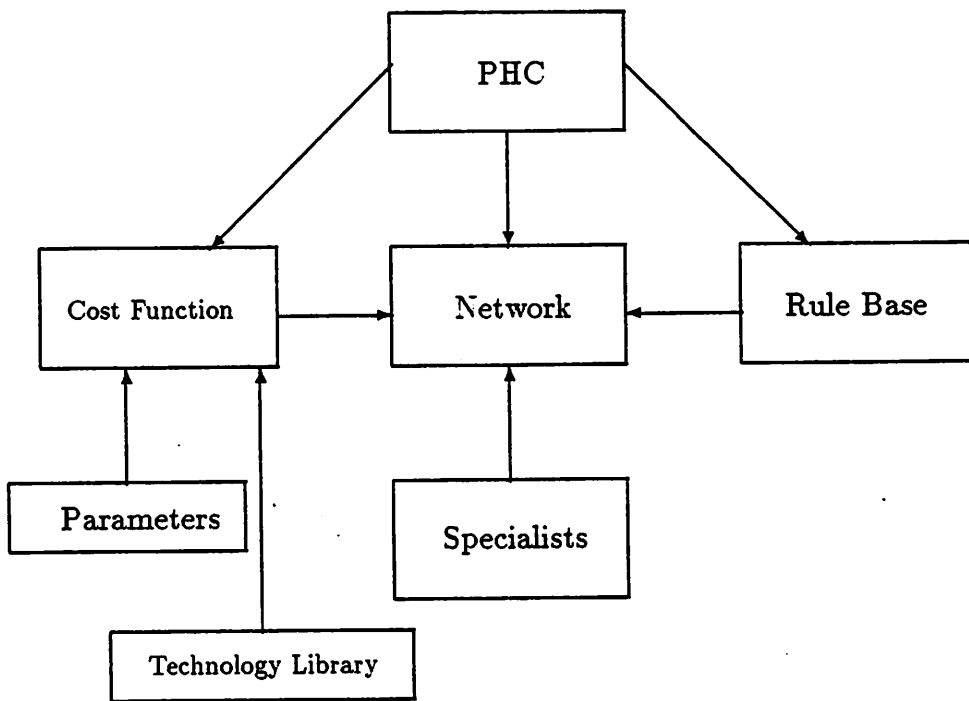 PHC
Cost Function
Network
Rule Base
Parameters
Specialists
Technology Library